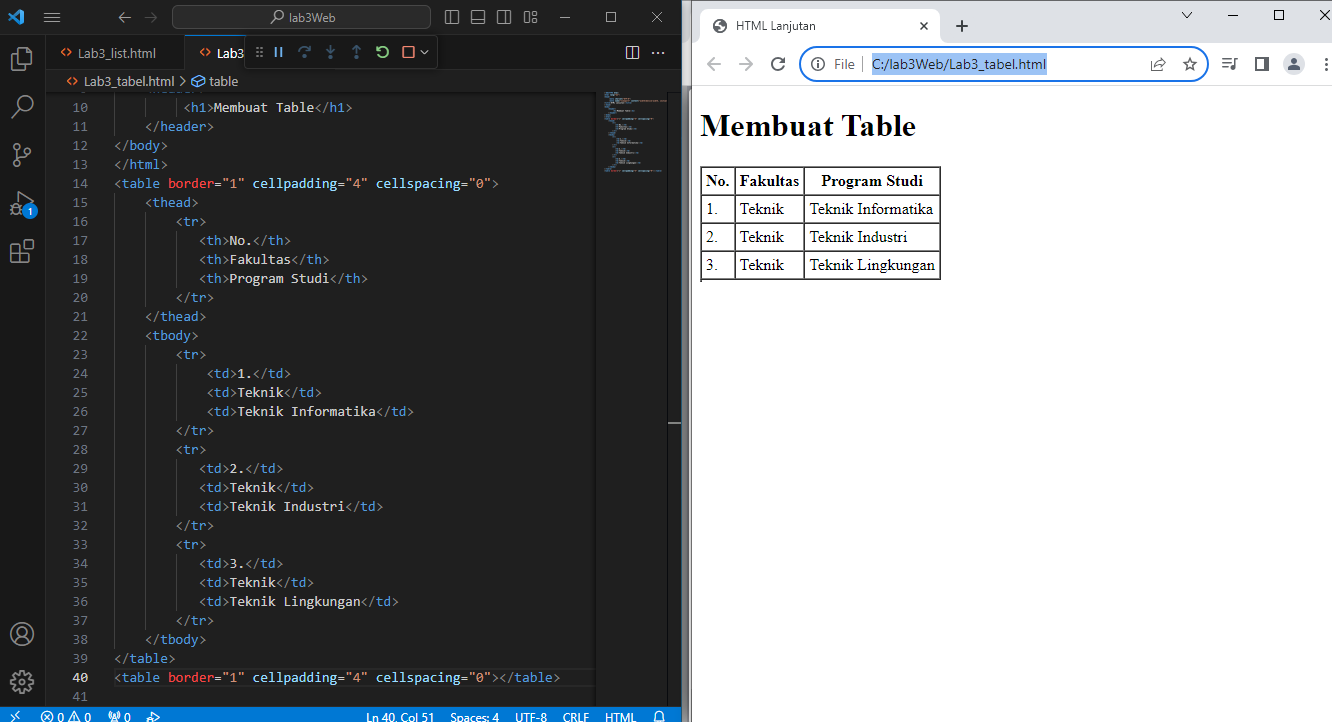 lab3Web
Lab3_list.html
Lab3
Lab3_tabel.html > table
10 <h1>Membuat Table</h1>
11 </header>
12 </body>
13 </html>
14 <table border="1" cellpadding="4" cellspacing="0">
15 <thead>
16 <tr>
17 <th>No.</th>
18 <th>Fakultas</th>
19 <th>Program Studi</th>
20 </tr>
21 </thead>
22 <tbody>
23 <tr>
24 <td>1.</td>
25 <td>Teknik</td>
26 <td>Teknik Informatika</td>
27 </tr>
28 <tr>
29 <td>2.</td>
30 <td>Teknik</td>
31 <td>Teknik Industri</td>
32 </tr>
33 <tr>
34 <td>3.</td>
35 <td>Teknik</td>
36 <td>Teknik Lingkungan</td>
37 </tr>
38 </tbody>
39 </table>
40 <table border="1" cellpadding="4" cellspacing="0"></table>
41
1
0 0 0 Ln 40, Col 51 Spaces: 4 UTF-8 CRLF HTML
HTML Lanjutan
File C:/lab3Web/Lab3_tabel.html
Membuat Table
No. Fakultas Program Studi
1. Teknik Teknik Informatika
2. Teknik Teknik Industri
3. Teknik Teknik Lingkungan